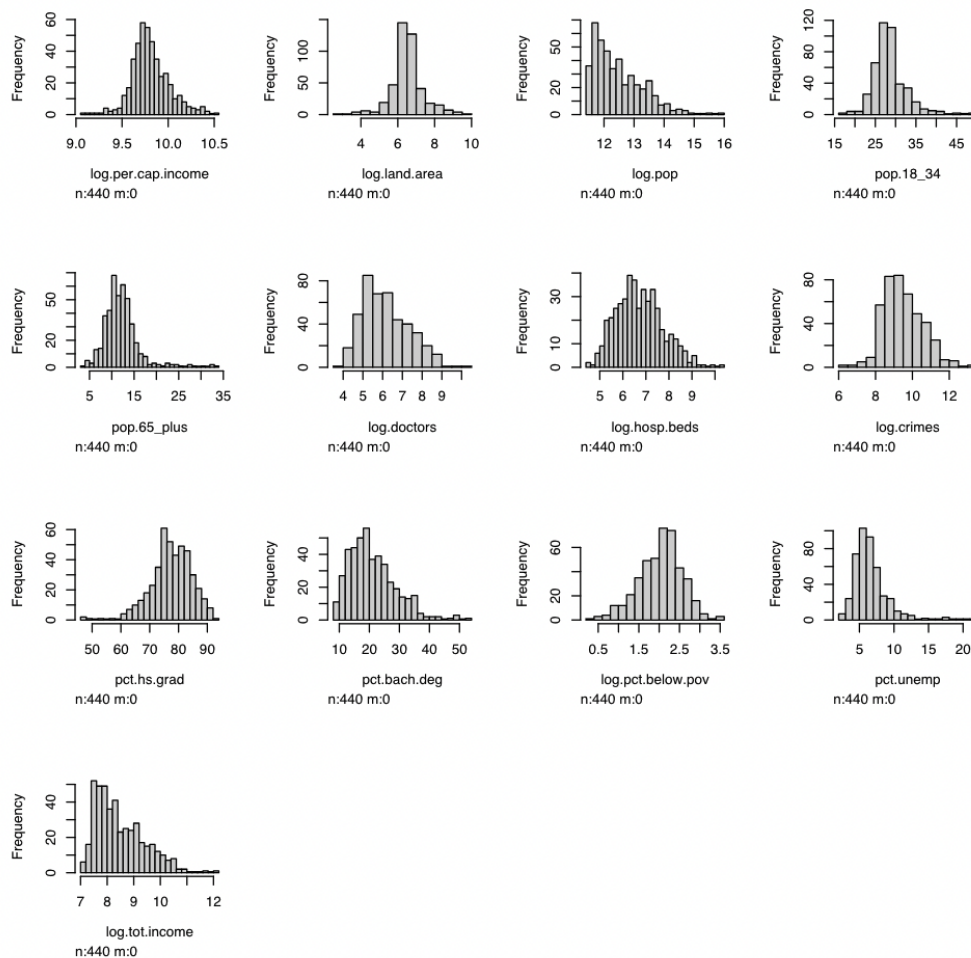 Frequency
0 20 40 60
9.0 9.5 10.0 10.5
log.per.cap.income
n:440 m:0
Frequency
0 50 100
4 6 8 10
log.land.area
n:440 m:0
Frequency
0 20 50
12 13 14 15 16
log.pop
n:440 m:0
Frequency
0 40 80 120
15 25 35 45
pop.18_34
n:440 m:0
Frequency
0 20 50
5 15 25 35
pop.65_plus
n:440 m:0
Frequency
0 40 80
4 5 6 7 8 9
log.doctors
n:440 m:0
Frequency
0 10 30
5 6 7 8 9
log.hosp.beds
n:440 m:0
Frequency
0 40 80
6 8 10 12
log.crimes
n:440 m:0
Frequency
0 20 40 60
50 60 70 80 90
pct.hs.grad
n:440 m:0
Frequency
0 20 40
10 20 30 40 50
pct.bach.deg
n:440 m:0
Frequency
0 20 60
0.5 1.5 2.5 3.5
log.pct.below.pov
n:440 m:0
Frequency
0 40 80
5 10 15 20
pct.unemp
n:440 m:0
Frequency
0 20 40
7 8 9 10 12
log.tot.income
n:440 m:0